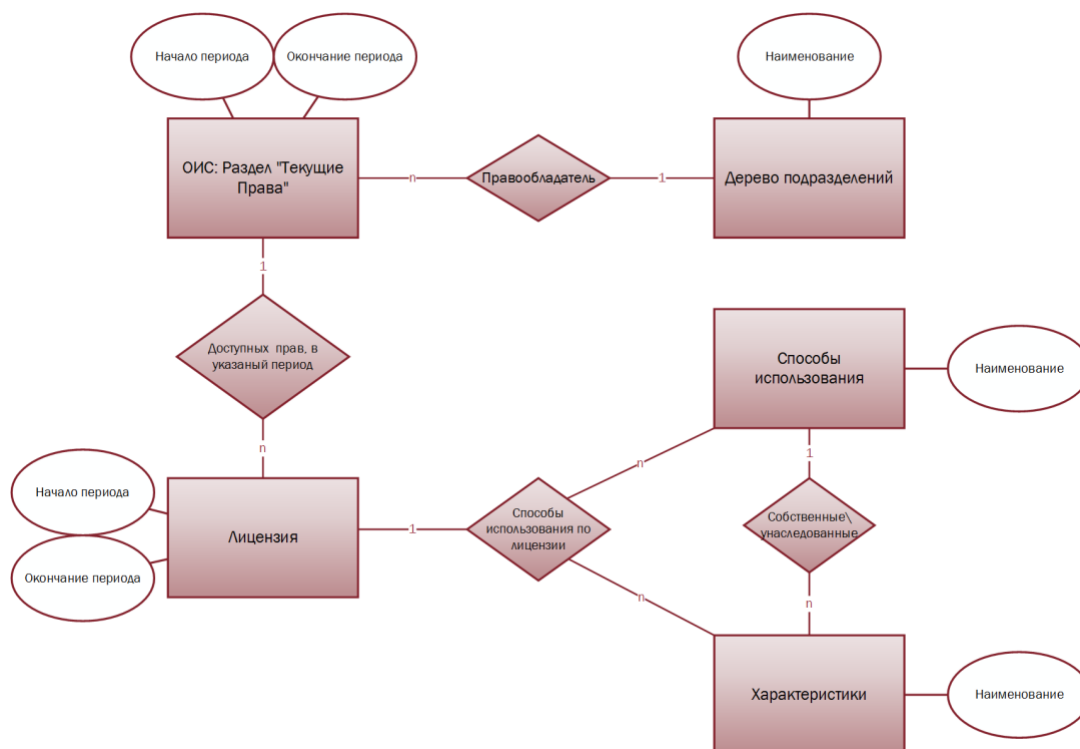 Начало периода
Окончание периода
Наименование
ОИС: Раздел "Текущие
Права"
n
Правообладатель
1
Дерево подразделений
1
Доступных прав, в
указаный период
Способы
использования
Наименование
n
n
1
Начало периода
Лицензия
1
Способы
использования по
лицензии
Собственные\
унаследованные
Окончание периода
n
n
Характеристики
Наименование